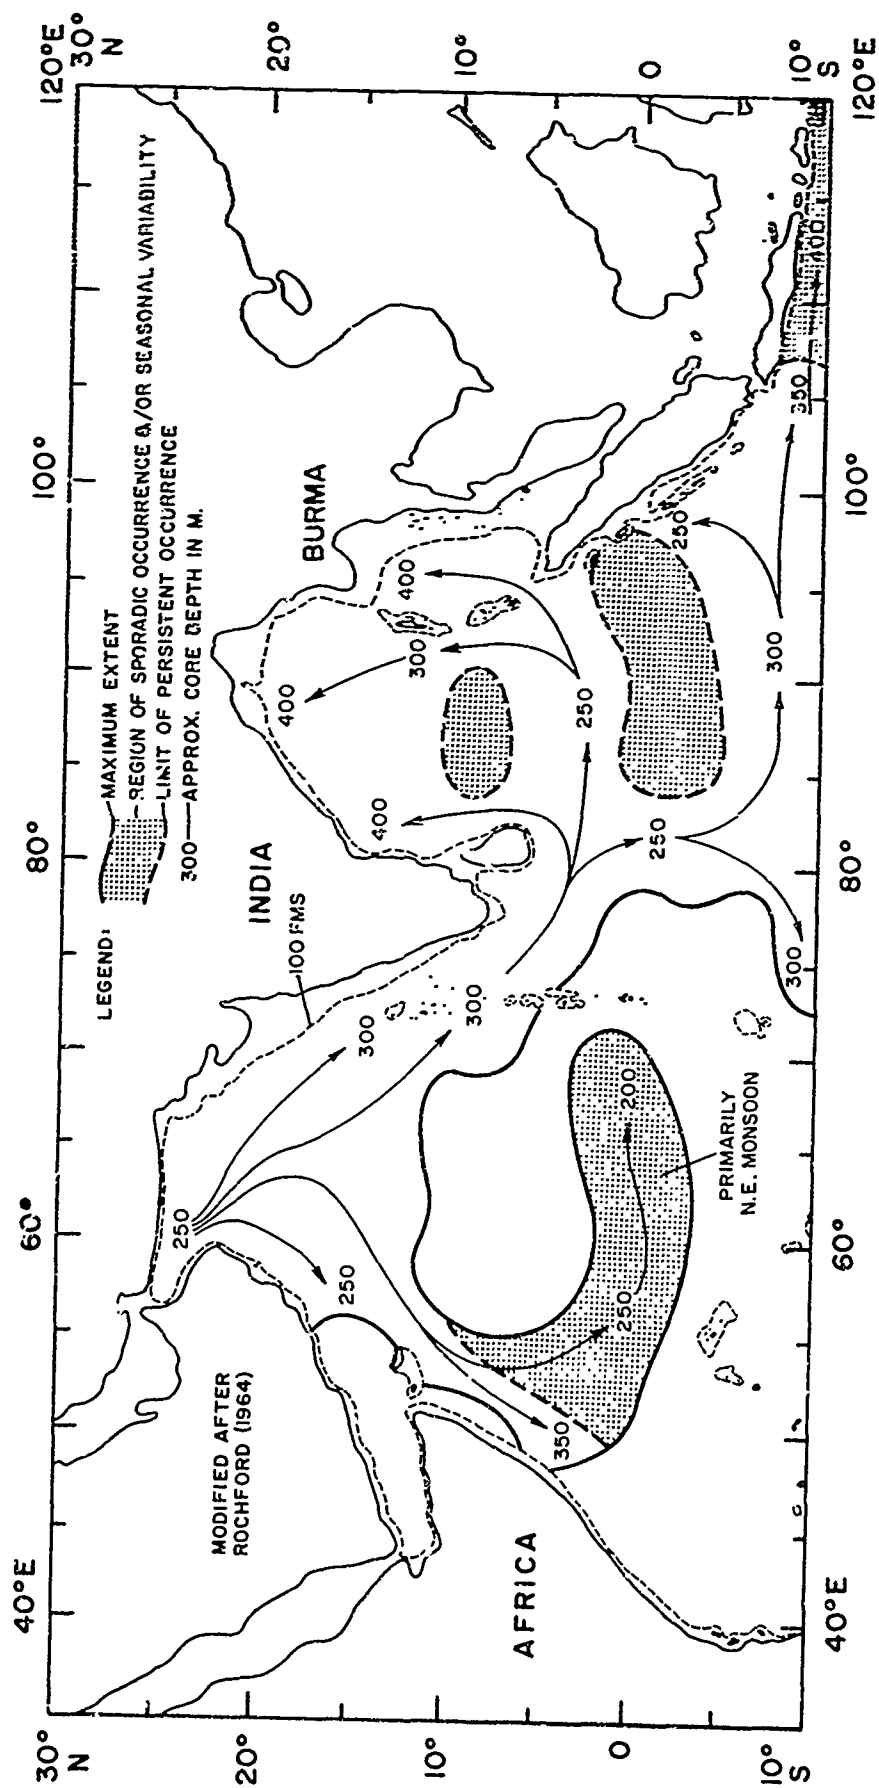 40°E
60°
80°
100°
120°E
30°
N
30°
N
20°
20°
10°
10°
0
0
10°
S
10°
S
40°E
60°
80°
100°
120°E
LEGEND:
MAXIMUM EXTENT
REGION OF SPORADIC OCCURRENCE &/OR SEASONAL VARIABILITY
LIMIT OF PERSISTENT OCCURRENCE
300 — APPROX. CORE DEPTH IN M.
MODIFIED AFTER
ROCHFORD (1964)
INDIA
BURMA
AFRICA
100 FMS
250
250
300
300
350
250
200
PRIMARILY
N.E. MONSOON
400
400
300
400
250
250
250
300
300
350
400